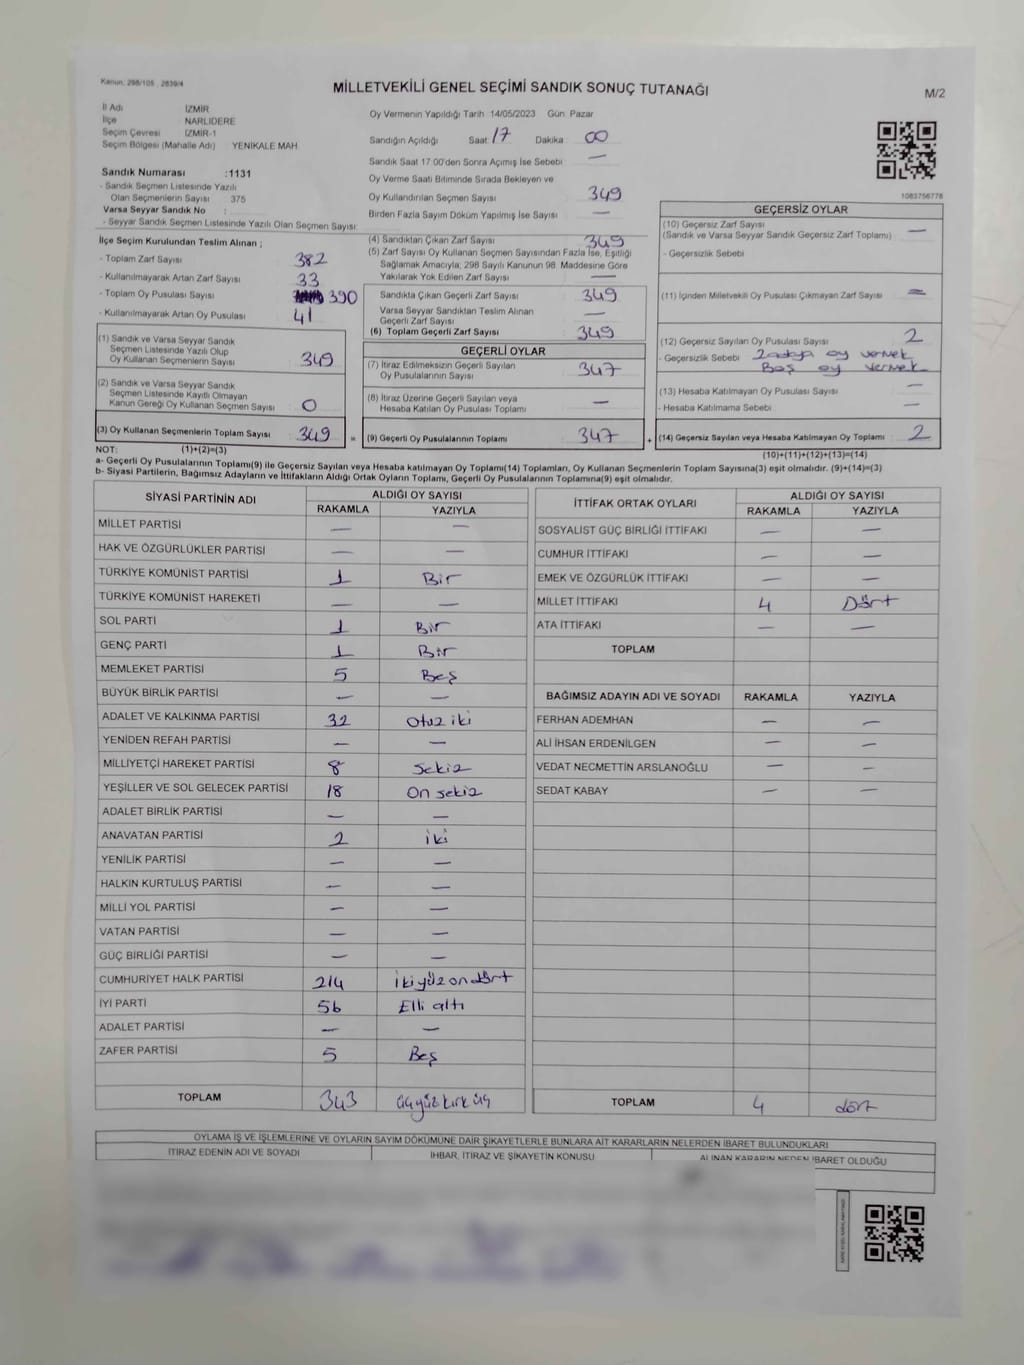 Kanun: 298/105 2839/4
MİLLETVEKİLİ GENEL SEÇİMİ SANDIK SONUÇ TUTANAĞI
M/2
İl Adı İZMİR
İlçe NARLIDERE
Seçim Çevresi İZMİR-1
Seçim Bölgesi (Mahalle Adı) YENİKALE MAH.
Sandık Numarası :1131
- Sandık Seçmen Listesinde Yazılı
Olan Seçmenlerin Sayısı 375
Varsa Seyyar Sandık No :
- Seyyar Sandık Seçmen Listesinde Yazılı Olan Seçmen Sayısı:
Oy Vermenin Yapıldığı Tarih 14/05/2023 Gün: Pazar
Sandığın Açıldığı Saat 17 Dakika 00
Sandık Saat 17:00'den Sonra Açımış İse Sebebi —
Oy Verme Saati Bitiminde Sırada Bekleyen ve
Oy Kullandırılan Seçmen Sayısı 349
Birden Fazla Sayım Döküm Yapılmış İse Sayısı —
1083756778
İlçe Seçim Kurulundan Teslim Alınan ;
- Toplam Zarf Sayısı 382
- Kullanılmayarak Artan Zarf Sayısı 33
- Toplam Oy Pusulası Sayısı 390
- Kullanılmayarak Artan Oy Pusulası 41
(1) Sandık ve Varsa Seyyar Sandık
Seçmen Listesinde Yazılı Olup
Oy Kullanan Seçmenlerin Sayısı 349
(2) Sandık ve Varsa Seyyar Sandık
Seçmen Listesinde Kayıtlı Olmayan
Kanun Gereği Oy Kullanan Seçmen Sayısı 0
(3) Oy Kullanan Seçmenlerin Toplam Sayısı 349 =
(4) Sandıktan Çıkan Zarf Sayısı 349
(5) Zarf Sayısı Oy Kullanan Seçmen Sayısından Fazla İse, Eşitliği
Sağlamak Amacıyla; 298 Sayılı Kanunun 98. Maddesine Göre
Yakılarak Yok Edilen Zarf Sayısı —
Sandıkta Çıkan Geçerli Zarf Sayısı 349
Varsa Seyyar Sandıktan Teslim Alınan
Geçerli Zarf Sayısı —
(6) Toplam Geçerli Zarf Sayısı 349
GEÇERLİ OYLAR
(7) İtiraz Edilmeksizin Geçerli Sayılan
Oy Pusulalarının Sayısı 347
(8) İtiraz Üzerine Geçerli Sayılan veya
Hesaba Katılan Oy Pusulası Toplamı —
(9) Geçerli Oy Pusulalarının Toplamı 347 +
GEÇERSİZ OYLAR
(10) Geçersiz Zarf Sayısı
(Sandık ve Varsa Seyyar Sandık Geçersiz Zarf Toplamı) —
- Geçersizlik Sebebi
(11) İçinden Milletvekili Oy Pusulası Çıkmayan Zarf Sayısı —
(12) Geçersiz Sayılan Oy Pusulası Sayısı 2
- Geçersizlik Sebebi 2 adaya oy vermek
Boş oy vermek
(13) Hesaba Katılmayan Oy Pusulası Sayısı —
- Hesaba Katılmama Sebebi —
(14) Geçersiz Sayılan veya Hesaba Katılmayan Oy Toplamı 2
NOT: (1)+(2)=(3)
(10)+(11)+(12)+(13)=(14)
a- Geçerli Oy Pusulalarının Toplamı(9) ile Geçersiz Sayılan veya Hesaba katılmayan Oy Toplamı(14) Toplamları, Oy Kullanan Seçmenlerin Toplam Sayısına(3) eşit olmalıdır. (9)+(14)=(3)
b- Siyasi Partilerin, Bağımsız Adayların ve İttifakların Aldığı Ortak Oyların Toplamı, Geçerli Oy Pusulalarının Toplamına(9) eşit olmalıdır.
SİYASİ PARTİNİN ADI ALDIĞI OY SAYISI
RAKAMLA YAZIYLA
MİLLET PARTİSİ — —
HAK VE ÖZGÜRLÜKLER PARTİSİ — —
TÜRKİYE KOMÜNİST PARTİSİ 1 Bir
TÜRKİYE KOMÜNİST HAREKETİ — —
SOL PARTİ 1 Bir
GENÇ PARTİ 1 Bir
MEMLEKET PARTİSİ 5 Beş
BÜYÜK BİRLİK PARTİSİ — —
ADALET VE KALKINMA PARTİSİ 32 Otuz iki
YENİDEN REFAH PARTİSİ — —
MİLLİYETÇİ HAREKET PARTİSİ 8 Sekiz
YEŞİLLER VE SOL GELECEK PARTİSİ 18 On sekiz
ADALET BİRLİK PARTİSİ — —
ANAVATAN PARTİSİ 2 iki
YENİLİK PARTİSİ — —
HALKIN KURTULUŞ PARTİSİ — —
MİLLİ YOL PARTİSİ — —
VATAN PARTİSİ — —
GÜÇ BİRLİĞİ PARTİSİ — —
CUMHURİYET HALK PARTİSİ 214 İki yüz on dört
İYİ PARTİ 56 Elli altı
ADALET PARTİSİ — —
ZAFER PARTİSİ 5 Beş
TOPLAM 343 üç yüz kırk üç
İTTİFAK ORTAK OYLARI ALDIĞI OY SAYISI
RAKAMLA YAZIYLA
SOSYALİST GÜÇ BİRLİĞİ İTTİFAKI — —
CUMHUR İTTİFAKI — —
EMEK VE ÖZGÜRLÜK İTTİFAKI — —
MİLLET İTTİFAKI 4 Dört
ATA İTTİFAKI — —
TOPLAM
BAĞIMSIZ ADAYIN ADI VE SOYADI RAKAMLA YAZIYLA
FERHAN ADEMHAN — —
ALİ İHSAN ERDENİLGEN — —
VEDAT NECMETTİN ARSLANOĞLU — —
SEDAT KABAY — —
TOPLAM 4 dört
OYLAMA İŞ VE İŞLEMLERİNE VE OYLARIN SAYIM DÖKÜMÜNE DAİR ŞİKAYETLERLE BUNLARA AİT KARARLARIN NELERDEN İBARET BULUNDUKLARI
İTİRAZ EDENİN ADI VE SOYADI İHBAR, İTİRAZ VE ŞİKAYETİN KONUSU ALINAN KARARIN NEDEN İBARET OLDUĞU